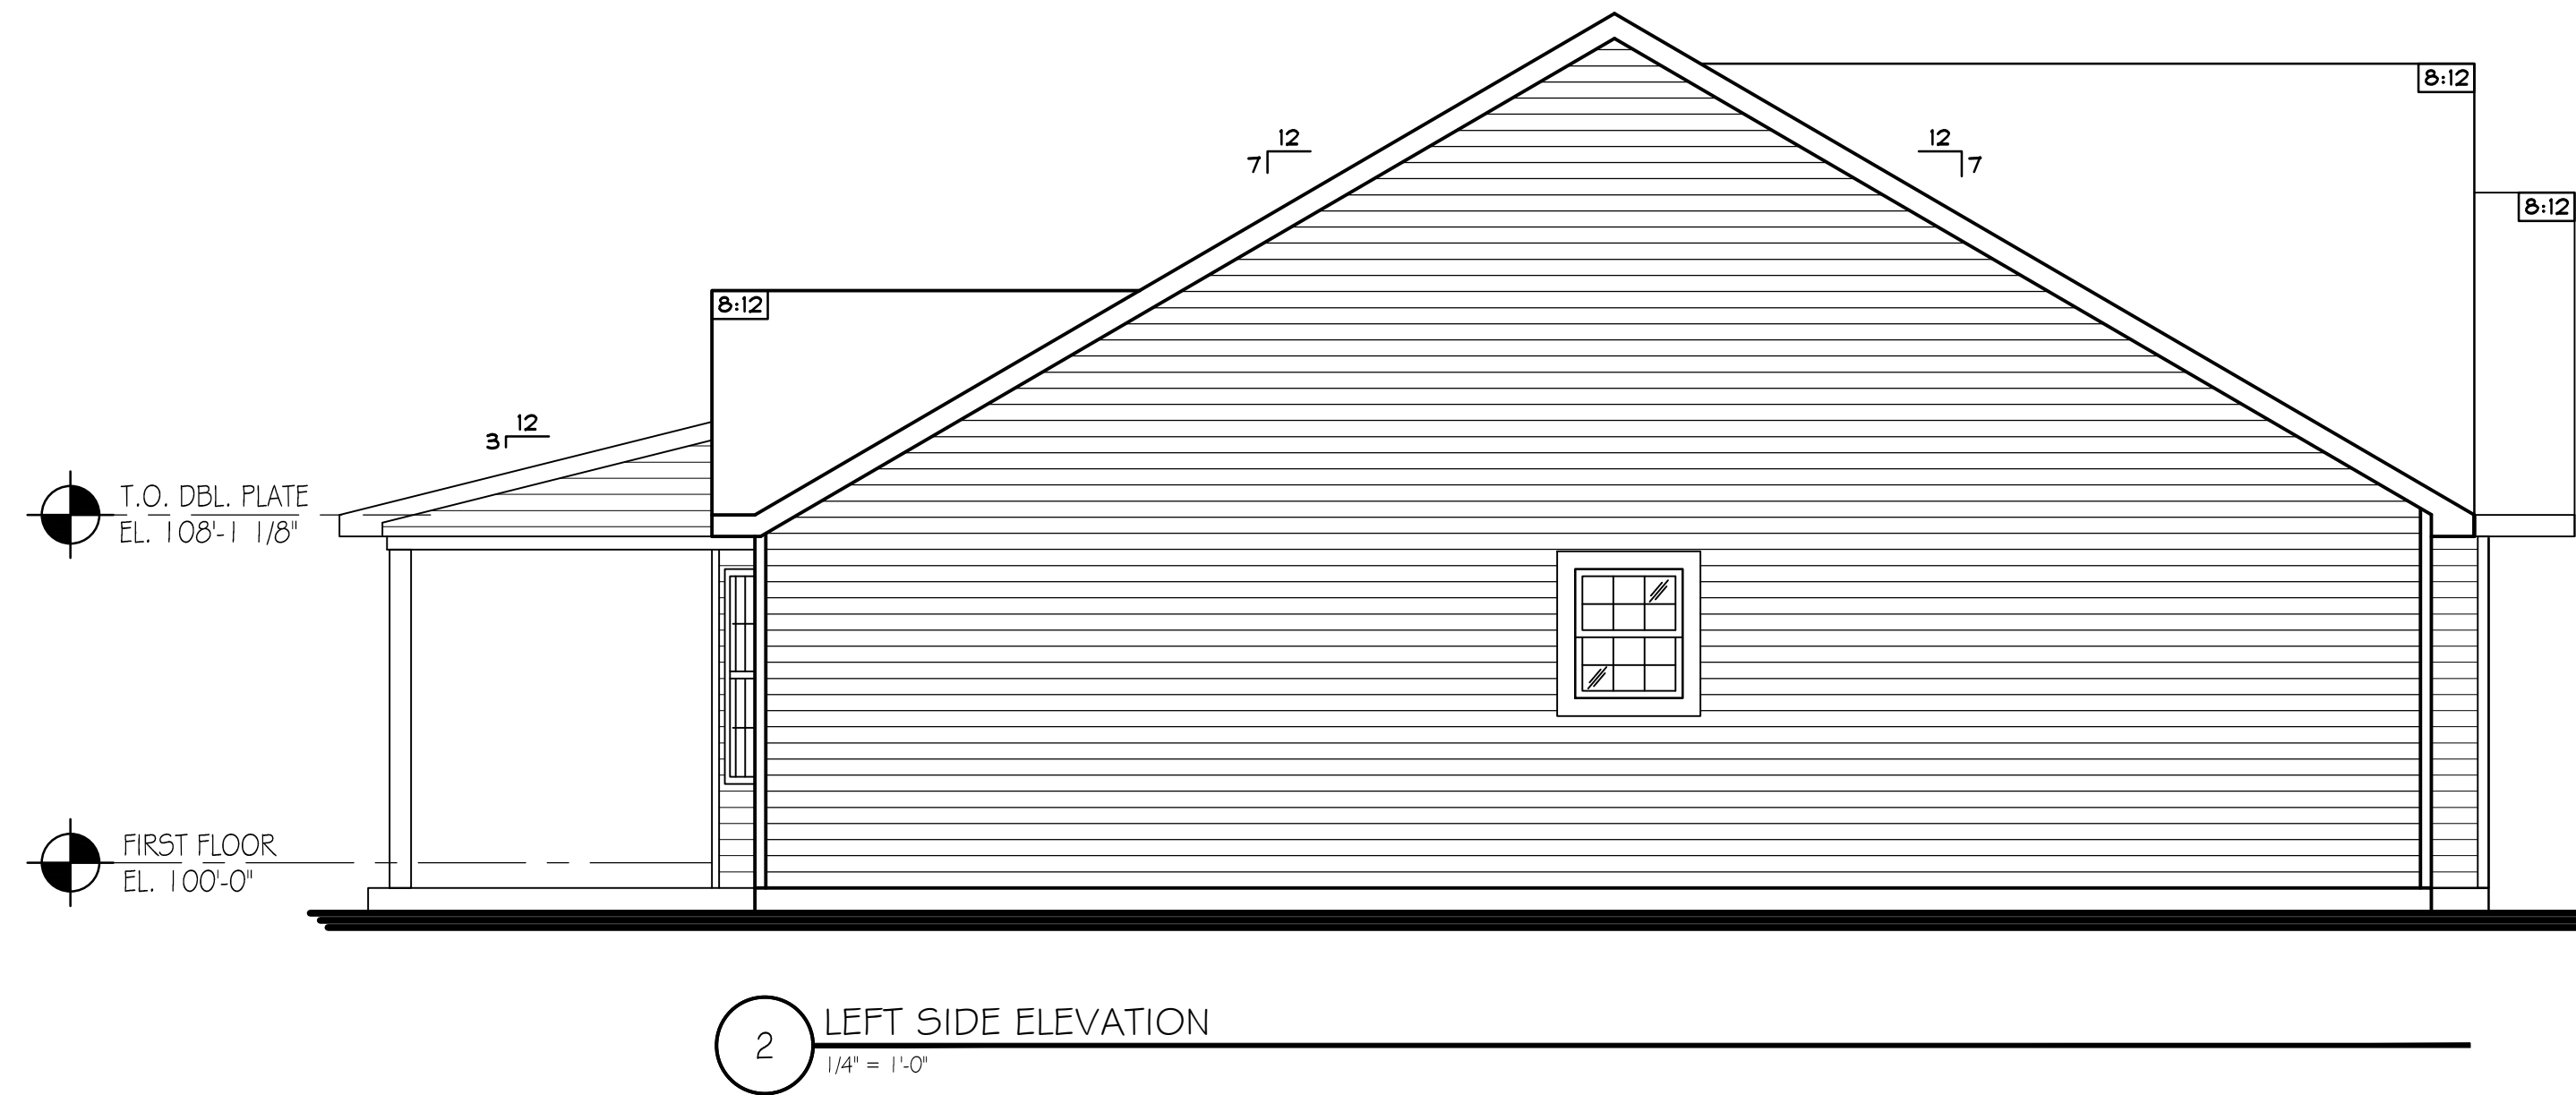 8:12
12
7
12
7
8:12
8:12
12
3
T.O. DBL. PLATE
EL. 108'-1 1/8"
FIRST FLOOR
EL. 100'-0"
2
LEFT SIDE ELEVATION
1/4" = 1'-0"